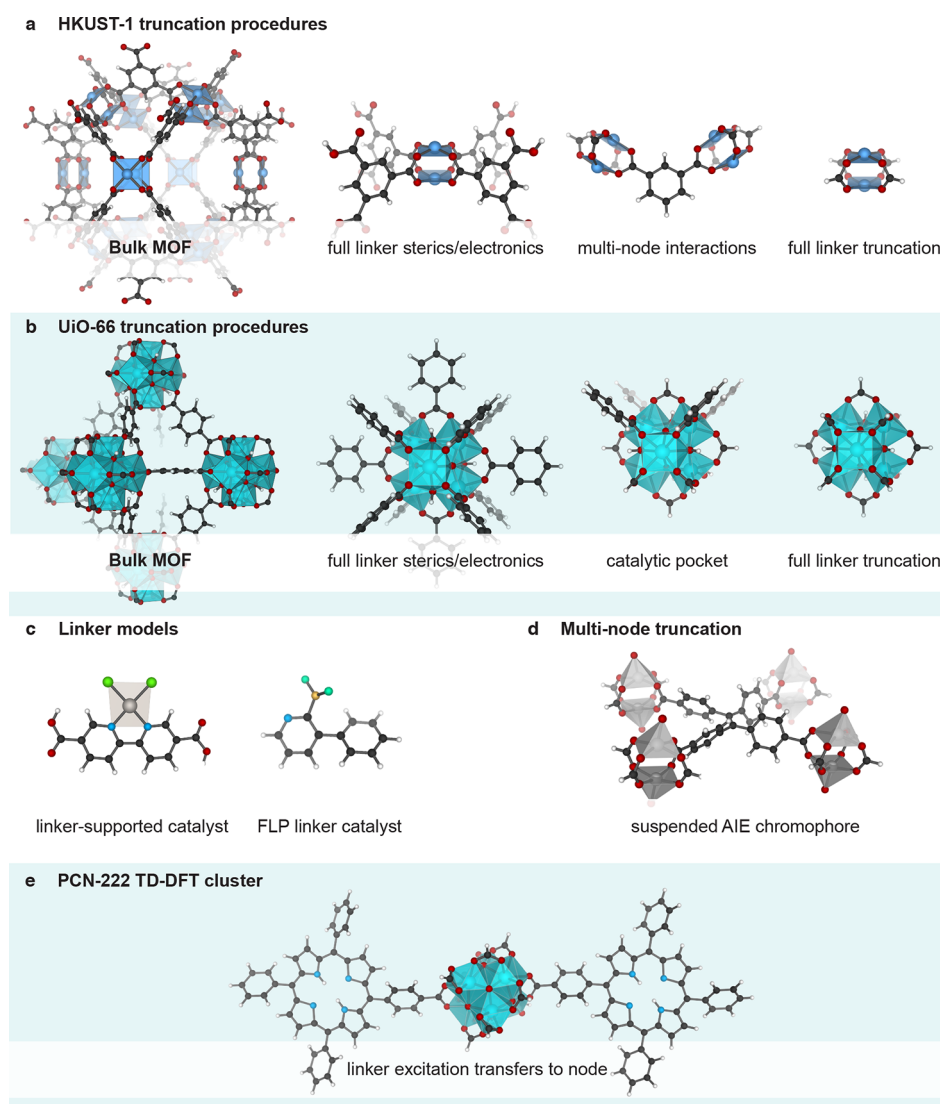 a HKUST-1 truncation procedures
Bulk MOF
full linker sterics/electronics
multi-node interactions
full linker truncation
b UiO-66 truncation procedures
Bulk MOF
full linker sterics/electronics
catalytic pocket
full linker truncation
c Linker models
d Multi-node truncation
linker-supported catalyst
FLP linker catalyst
suspended AIE chromophore
e PCN-222 TD-DFT cluster
linker excitation transfers to node